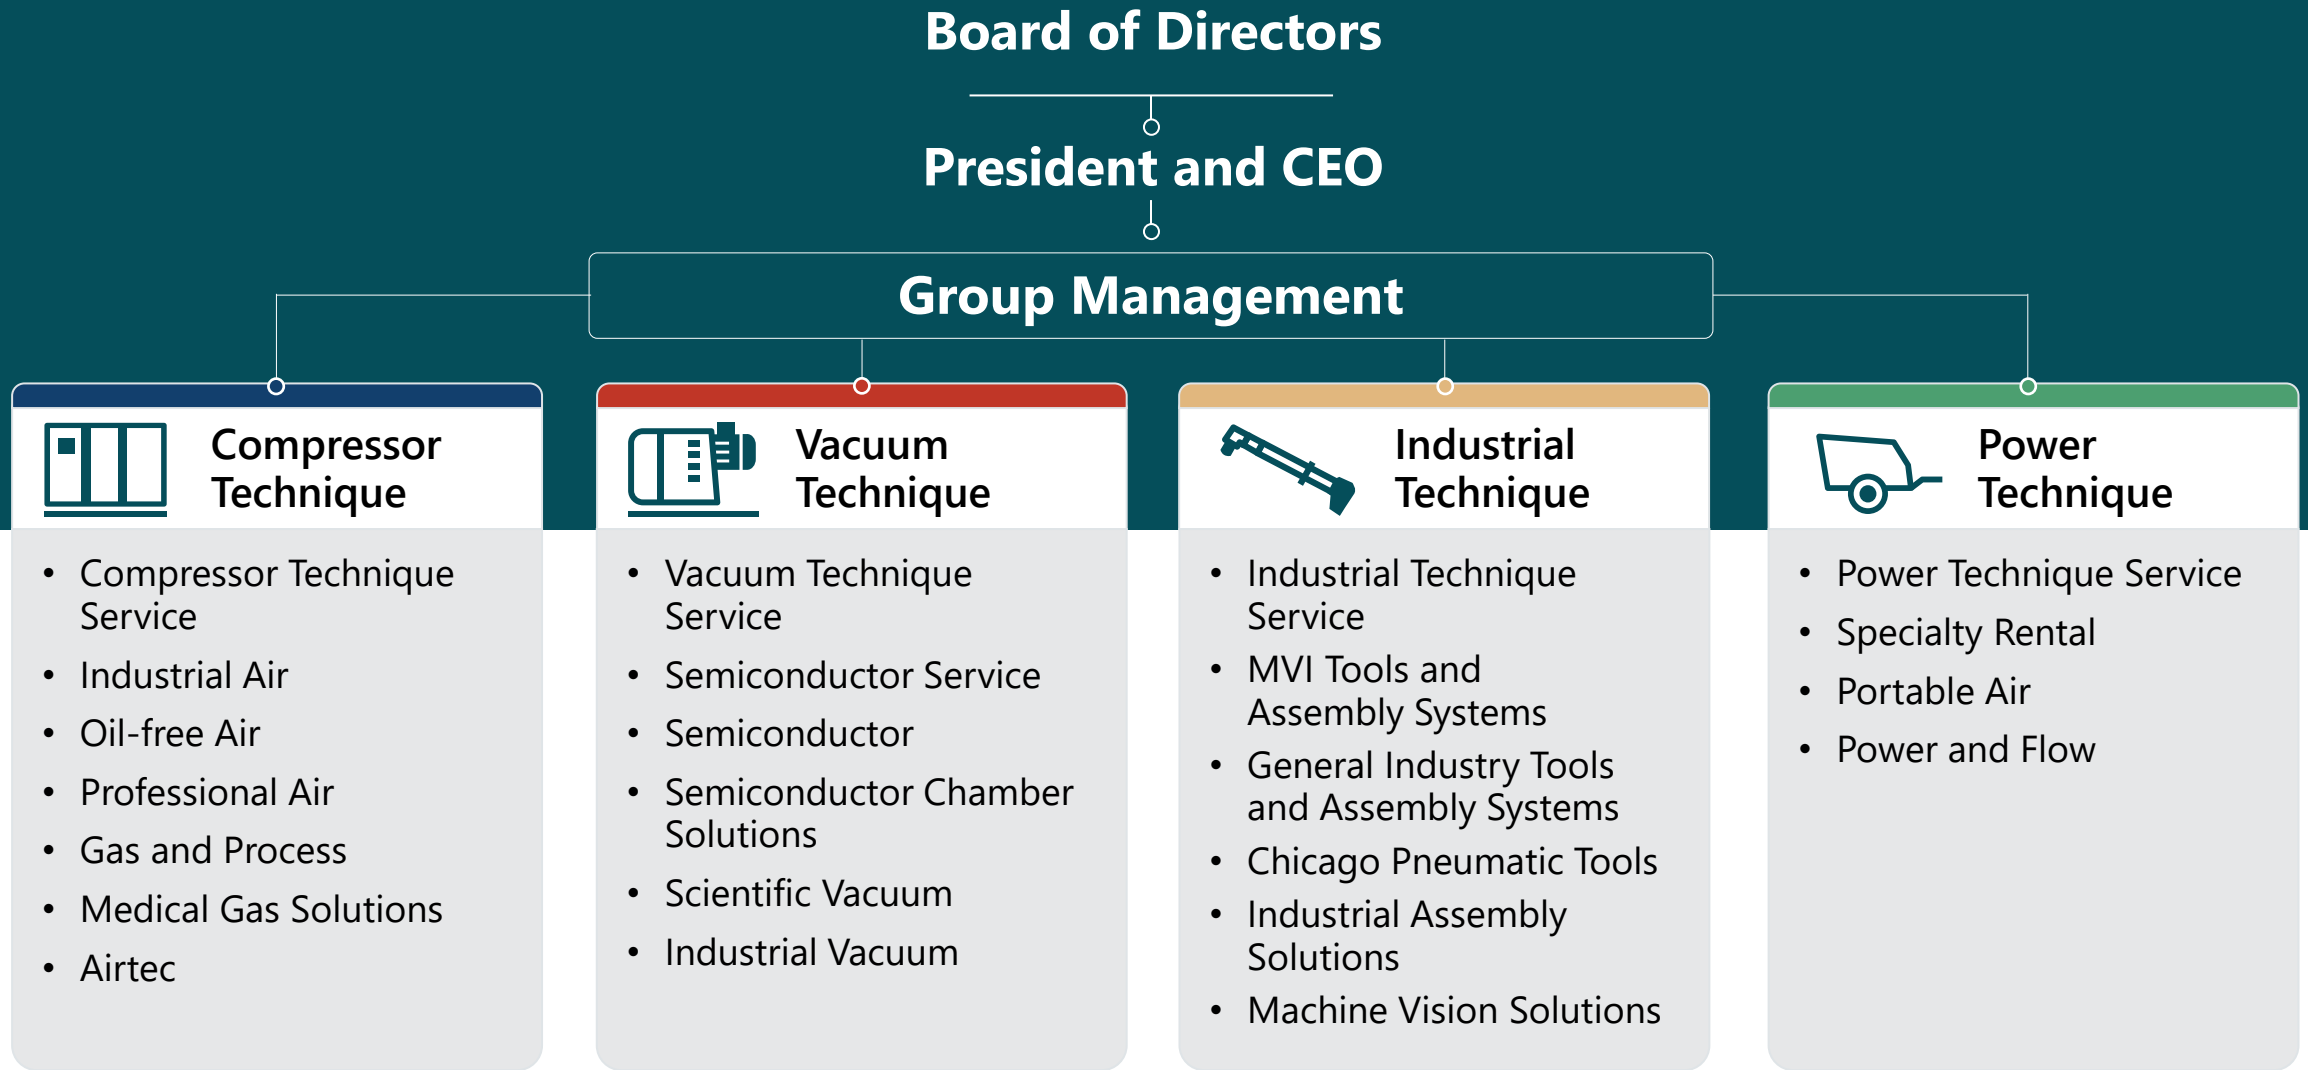 Board of Directors
President and CEO
Group Management
Compressor
Technique
• Compressor Technique
Service
• Industrial Air
• Oil-free Air
• Professional Air
• Gas and Process
• Medical Gas Solutions
• Airtec
Vacuum
Technique
• Vacuum Technique
Service
• Semiconductor Service
• Semiconductor
• Semiconductor Chamber
Solutions
• Scientific Vacuum
• Industrial Vacuum
Industrial
Technique
• Industrial Technique
Service
• MVI Tools and
Assembly Systems
• General Industry Tools
and Assembly Systems
• Chicago Pneumatic Tools
• Industrial Assembly
Solutions
• Machine Vision Solutions
Power
Technique
• Power Technique Service
• Specialty Rental
• Portable Air
• Power and Flow